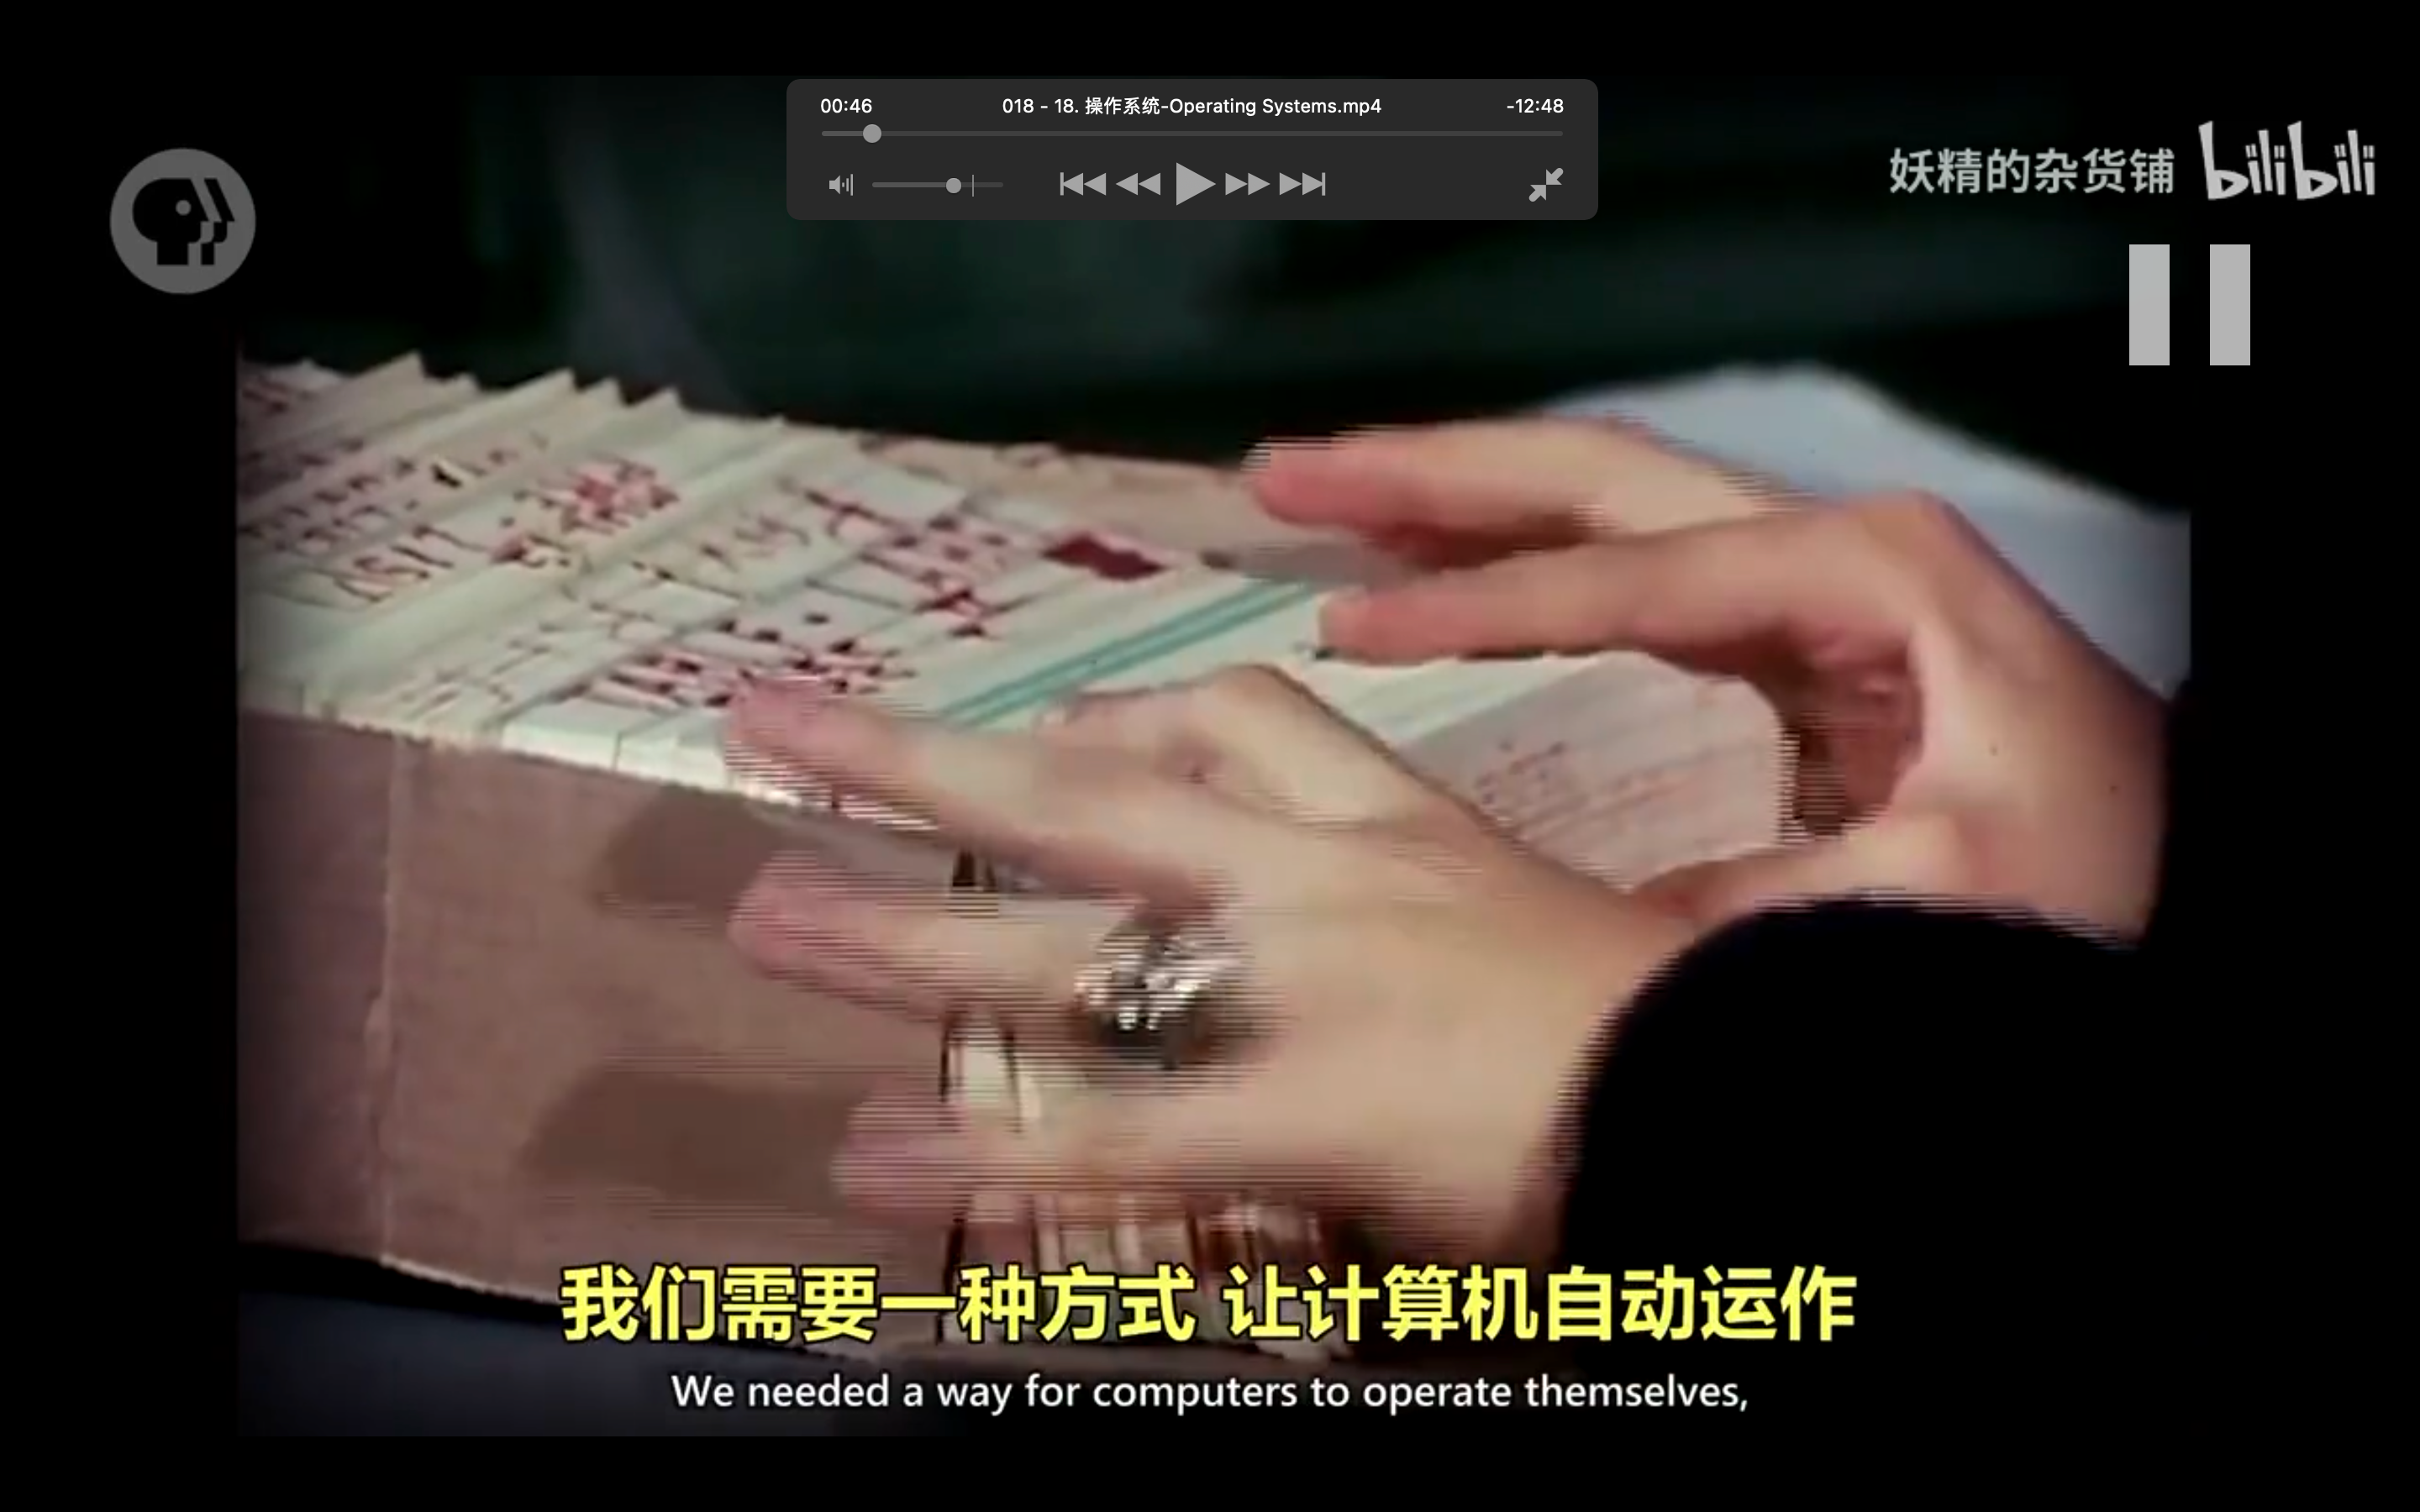 00:46
018 - 18. 操作系统-Operating Systems.mp4
-12:48
妖精的杂货铺 bilibili
我们需要一种方式 让计算机自动运作
We needed a way for computers to operate themselves,